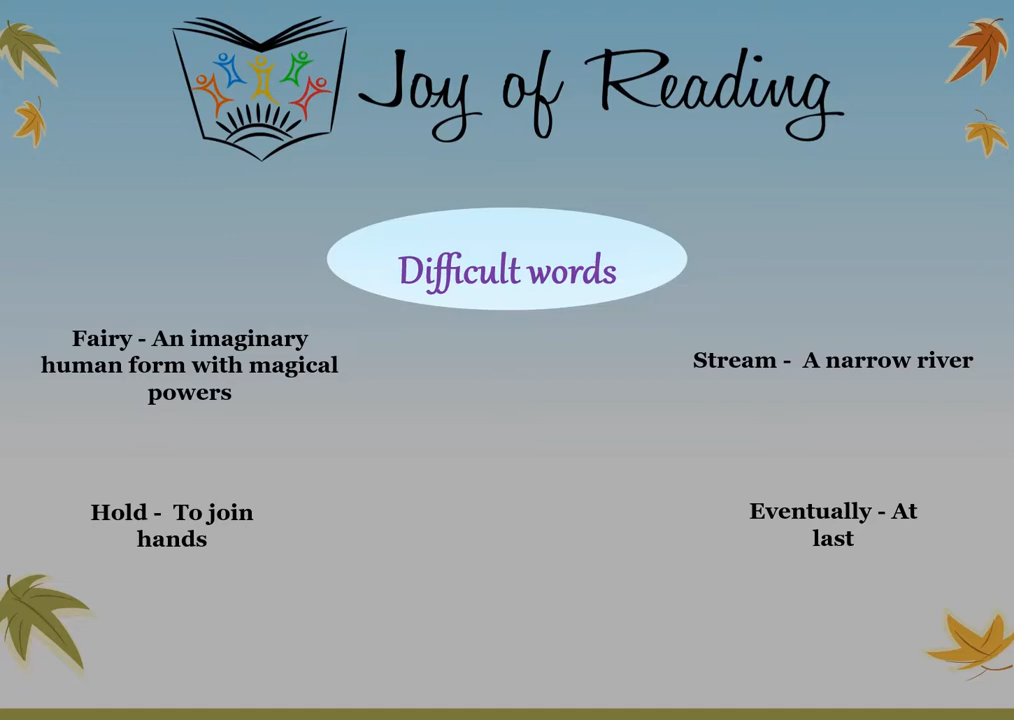 Joy of Reading
Difficult words
Fairy - An imaginary
human form with magical
powers
Stream - A narrow river
Hold - To join
hands
Eventually - At
last